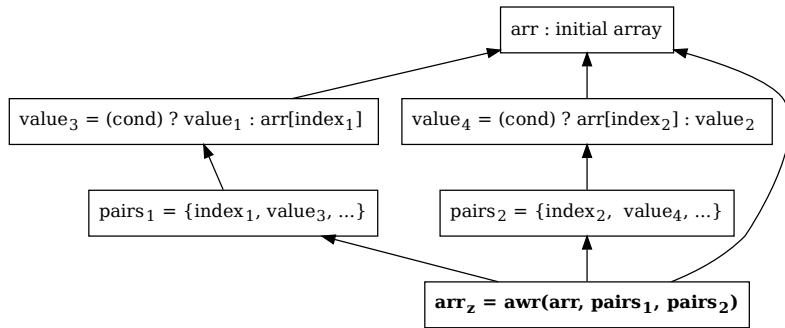 arr : initial array
value₃ = (cond) ? value₁ : arr[index₁]
value₄ = (cond) ? arr[index₂] : value₂
pairs₁ = {index₁, value₃, ...}
pairs₂ = {index₂, value₄, ...}
arr_z = awr(arr, pairs₁, pairs₂)